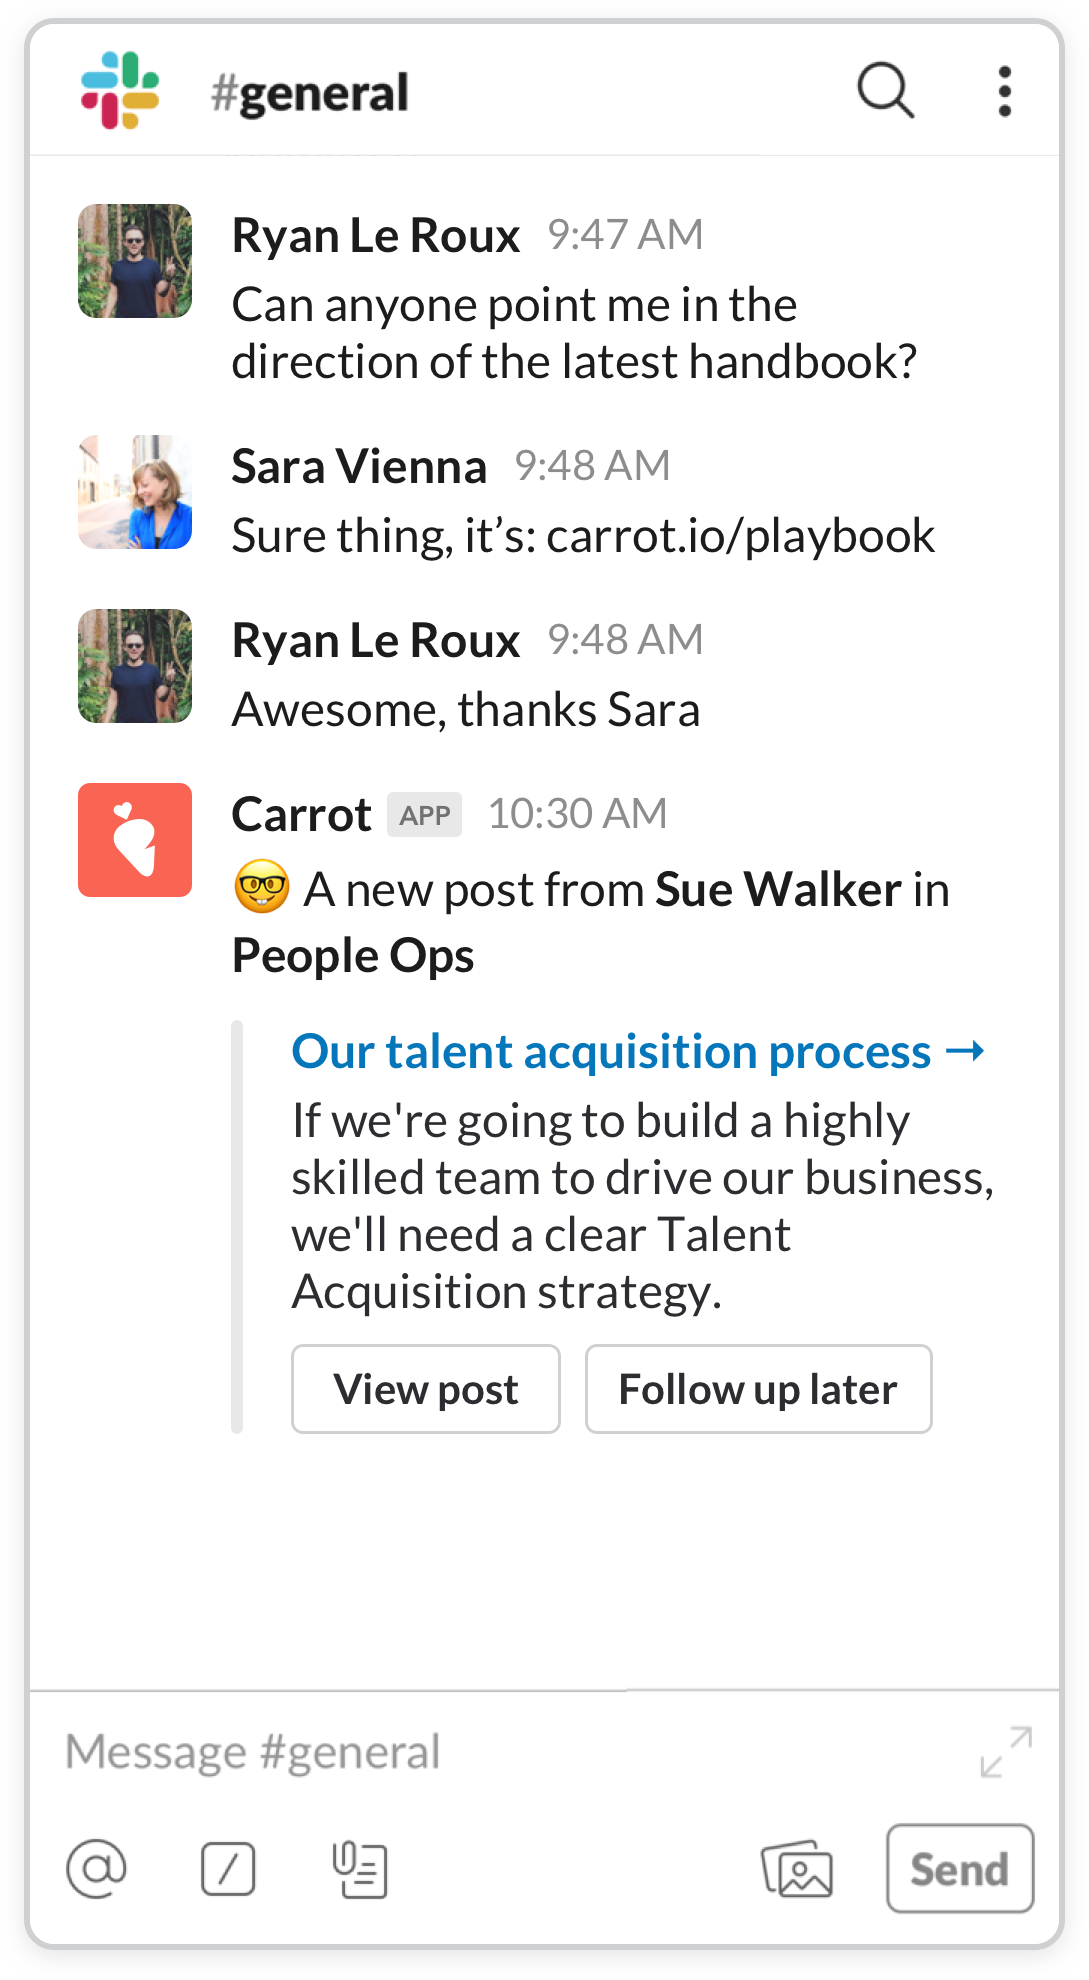 #general
Ryan Le Roux 9:47 AM
Can anyone point me in the
direction of the latest handbook?
Sara Vienna 9:48 AM
Sure thing, it’s: carrot.io/playbook
Ryan Le Roux 9:48 AM
Awesome, thanks Sara
Carrot APP 10:30 AM
🤓 A new post from Sue Walker in
People Ops
Our talent acquisition process →
If we're going to build a highly
skilled team to drive our business,
we'll need a clear Talent
Acquisition strategy.
View post Follow up later
Message #general
Send